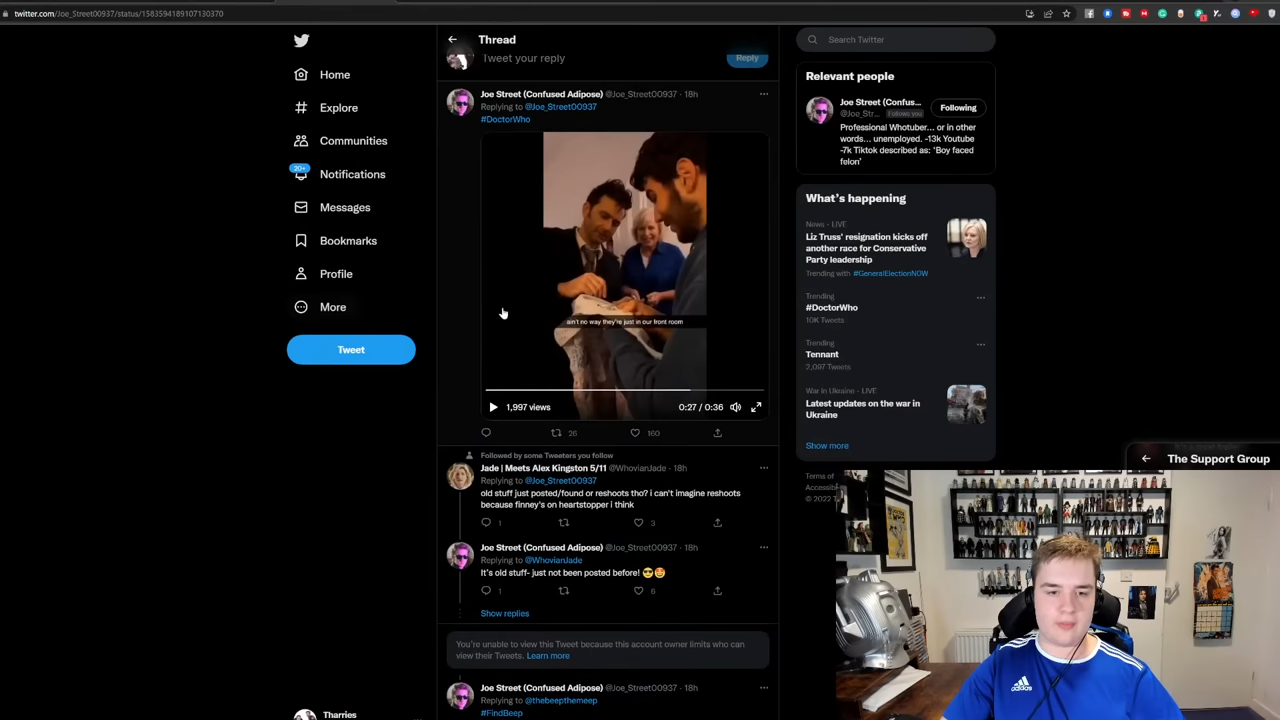 twitter.com/Joe_Street00937/status/1583594189107130370
Home
Explore
Communities
20+
Notifications
Messages
Bookmarks
Profile
More
Tweet
Tharries
Thread
Tweet your reply
Reply
Joe Street (Confused Adipose) @Joe_Street00937 · 18h
Replying to @Joe_Street00937
#DoctorWho
ain't no way they're just in our front room
1,997 views
0:27 / 0:36
26
160
Followed by some Tweeters you follow
Jade | Meets Alex Kingston 5/11 @WhovianJade · 18h
Replying to @Joe_Street00937
old stuff just posted/found or reshoots tho? i can't imagine reshoots
because finney's on heartstopper i think
1
3
Joe Street (Confused Adipose) @Joe_Street00937 · 18h
Replying to @WhovianJade
It's old stuff- just not been posted before! 😎🤩
1
6
Show replies
You're unable to view this Tweet because this account owner limits who can
view their Tweets. Learn more
Joe Street (Confused Adipose) @Joe_Street00937 · 18h
Replying to @thebeepthemeep
#FindBeep
Search Twitter
Relevant people
Joe Street (Confus...
@Joe_Str... Follows you
Following
Professional Whotuber... or in other
words... unemployed. -13k Youtube
-7k Tiktok described as: 'Boy faced
felon'
What's happening
News · LIVE
Liz Truss' resignation kicks off
another race for Conservative
Party leadership
Trending with #GeneralElectionN0W
Trending
#DoctorWho
10K Tweets
Trending
Tennant
2,097 Tweets
War in Ukraine · LIVE
Latest updates on the war in
Ukraine
Show more
The Support Group
Terms of
Accessib
© 2022 T
adidas